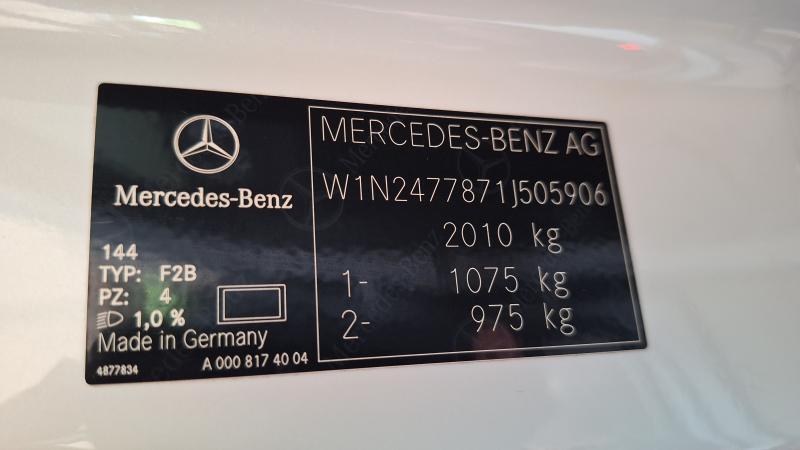 Mercedes-Benz
144
TYP: F2B
PZ: 4
1,0 %
Made in Germany
4877834
A 000 817 40 04
MERCEDES-BENZ AG
W1N2477871J505906
2010 kg
1- 1075 kg
2- 975 kg